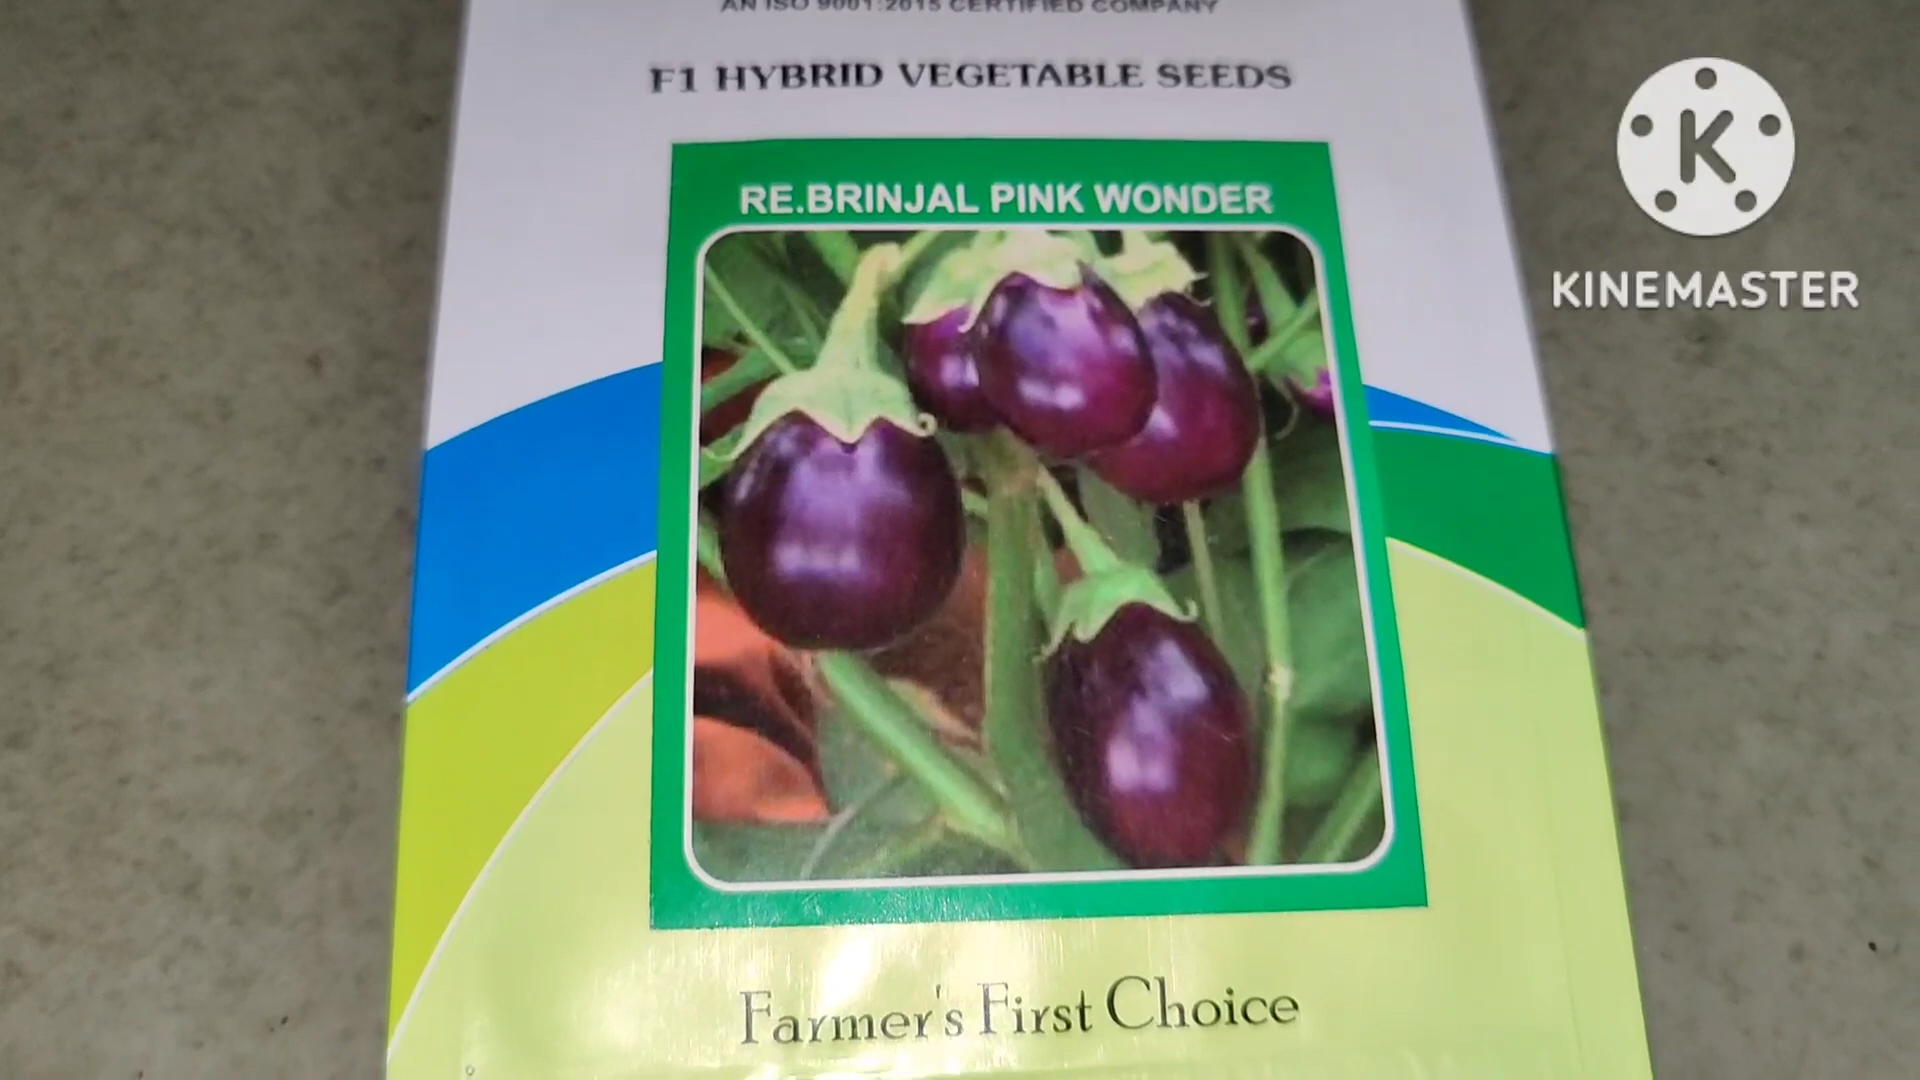 AN ISO 9001:2015 CERTIFIED COMPANY
F1 HYBRID VEGETABLE SEEDS
RE.BRINJAL PINK WONDER
K
KINEMASTER
Farmer's First Choice